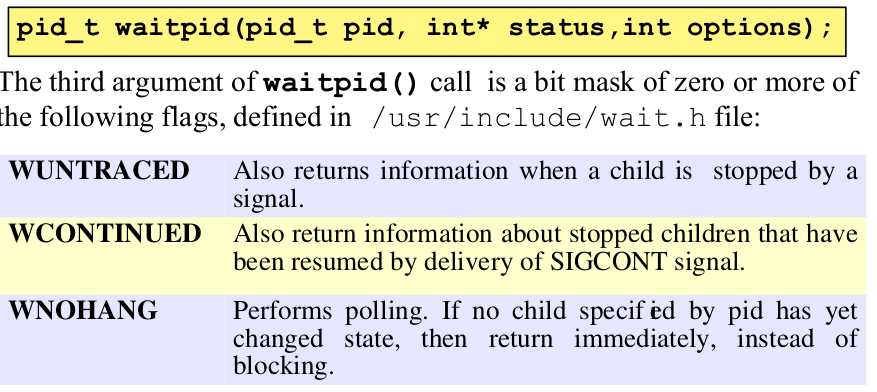 pid_t waitpid(pid_t pid, int* status,int options);
The third argument of waitpid() call is a bit mask of zero or more of
the following flags, defined in /usr/include/wait.h file:
WUNTRACED Also returns information when a child is stopped by a
signal.
WCONTINUED Also return information about stopped children that have
been resumed by delivery of SIGCONT signal.
WNOHANG Performs polling. If no child specified by pid has yet
changed state, then return immediately, instead of
blocking.